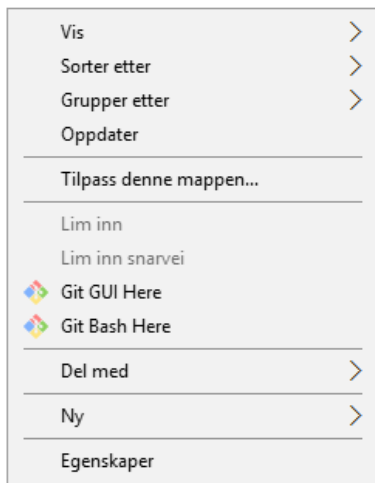 Vis
Sorter etter
Grupper etter
Oppdater
Tilpass denne mappen...
Lim inn
Lim inn snarvei
Git GUI Here
Git Bash Here
Del med
Ny
Egenskaper